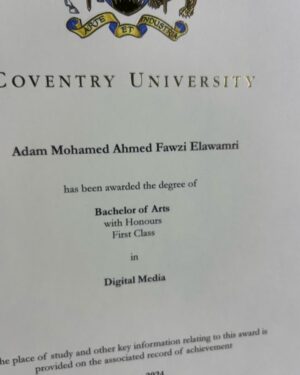 ARTE ET INDUSTRIA
COVENTRY UNIVERSITY
Adam Mohamed Ahmed Fawzi Elawamri
has been awarded the degree of
Bachelor of Arts
with Honours
First Class
in
Digital Media
he place of study and other key information relating to this award is
provided on the associated record of achievement
2024